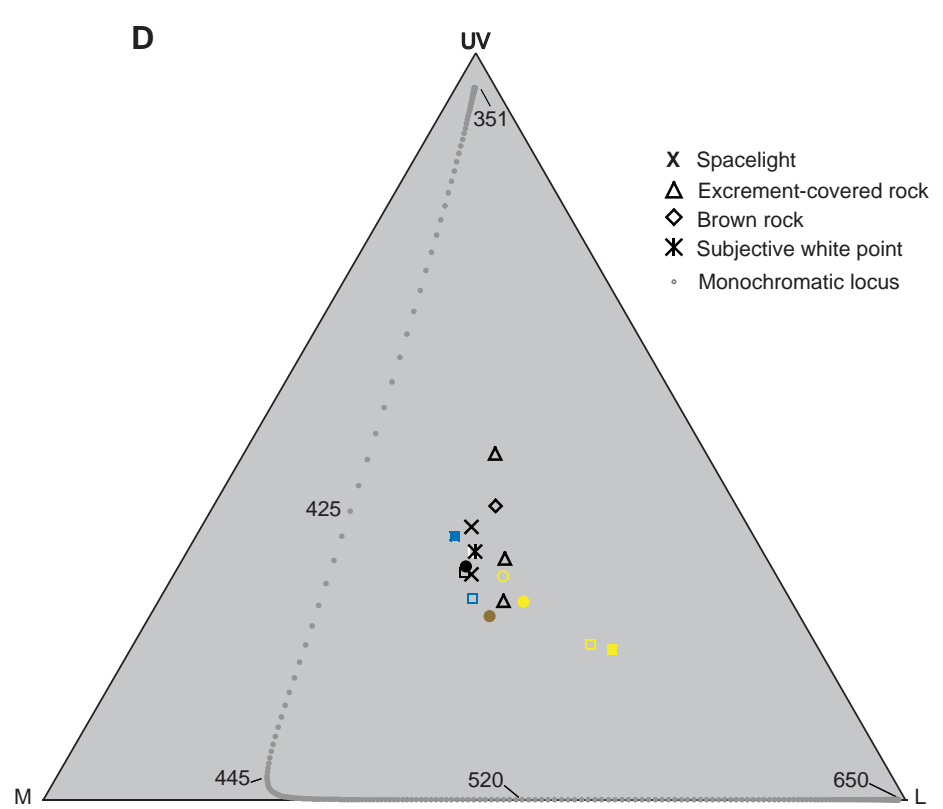 D
UV
351
X Spacelight
Excrement-covered rock
Brown rock
Subjective white point
Monochromatic locus
425
445
520
650
M
L